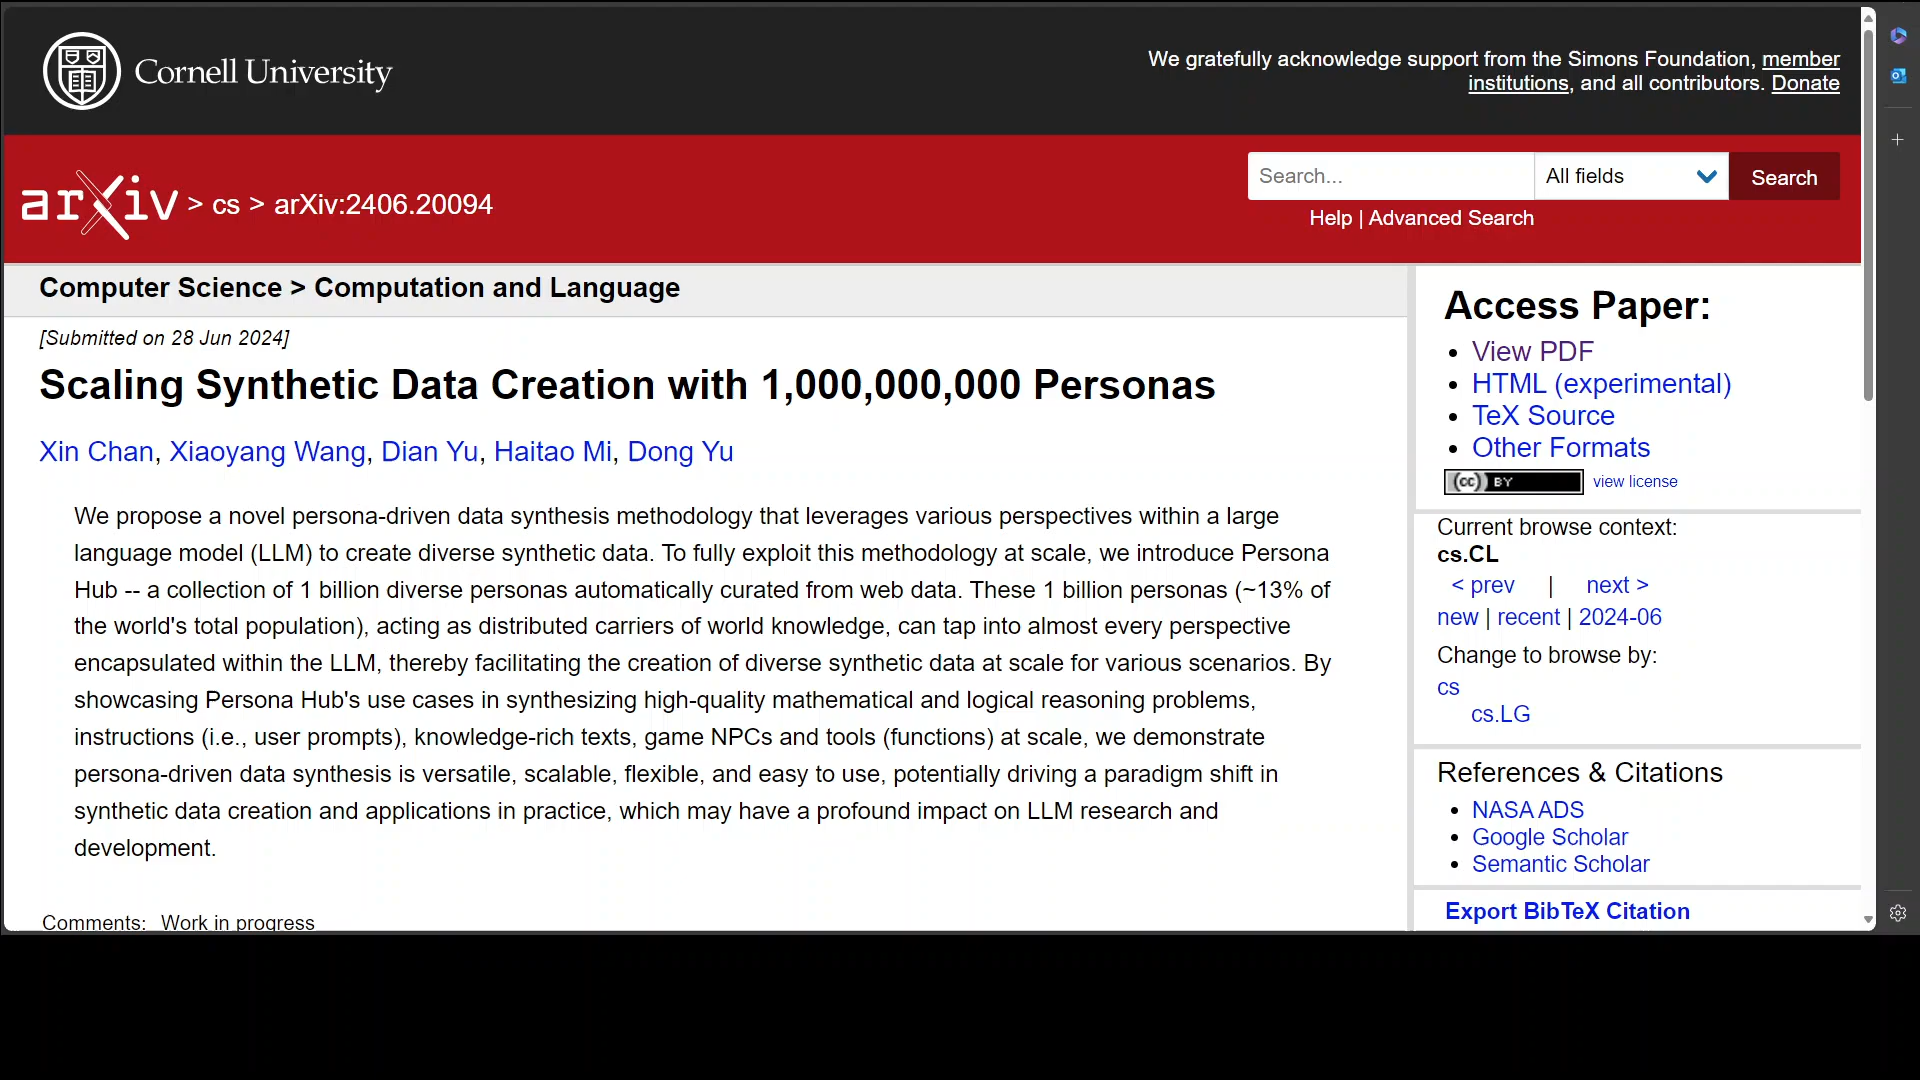 Cornell University
We gratefully acknowledge support from the Simons Foundation, member
institutions, and all contributors. Donate
arXiv > cs > arXiv:2406.20094
Search...
All fields
Search
Help | Advanced Search
Computer Science > Computation and Language
[Submitted on 28 Jun 2024]
Scaling Synthetic Data Creation with 1,000,000,000 Personas
Xin Chan, Xiaoyang Wang, Dian Yu, Haitao Mi, Dong Yu
We propose a novel persona-driven data synthesis methodology that leverages various perspectives within a large
language model (LLM) to create diverse synthetic data. To fully exploit this methodology at scale, we introduce Persona
Hub -- a collection of 1 billion diverse personas automatically curated from web data. These 1 billion personas (~13% of
the world's total population), acting as distributed carriers of world knowledge, can tap into almost every perspective
encapsulated within the LLM, thereby facilitating the creation of diverse synthetic data at scale for various scenarios. By
showcasing Persona Hub's use cases in synthesizing high-quality mathematical and logical reasoning problems,
instructions (i.e., user prompts), knowledge-rich texts, game NPCs and tools (functions) at scale, we demonstrate
persona-driven data synthesis is versatile, scalable, flexible, and easy to use, potentially driving a paradigm shift in
synthetic data creation and applications in practice, which may have a profound impact on LLM research and
development.
Comments: Work in progress
Access Paper:
View PDF
HTML (experimental)
TeX Source
Other Formats
(cc) BY view license
Current browse context:
cs.CL
< prev | next >
new | recent | 2024-06
Change to browse by:
cs
cs.LG
References & Citations
NASA ADS
Google Scholar
Semantic Scholar
Export BibTeX Citation